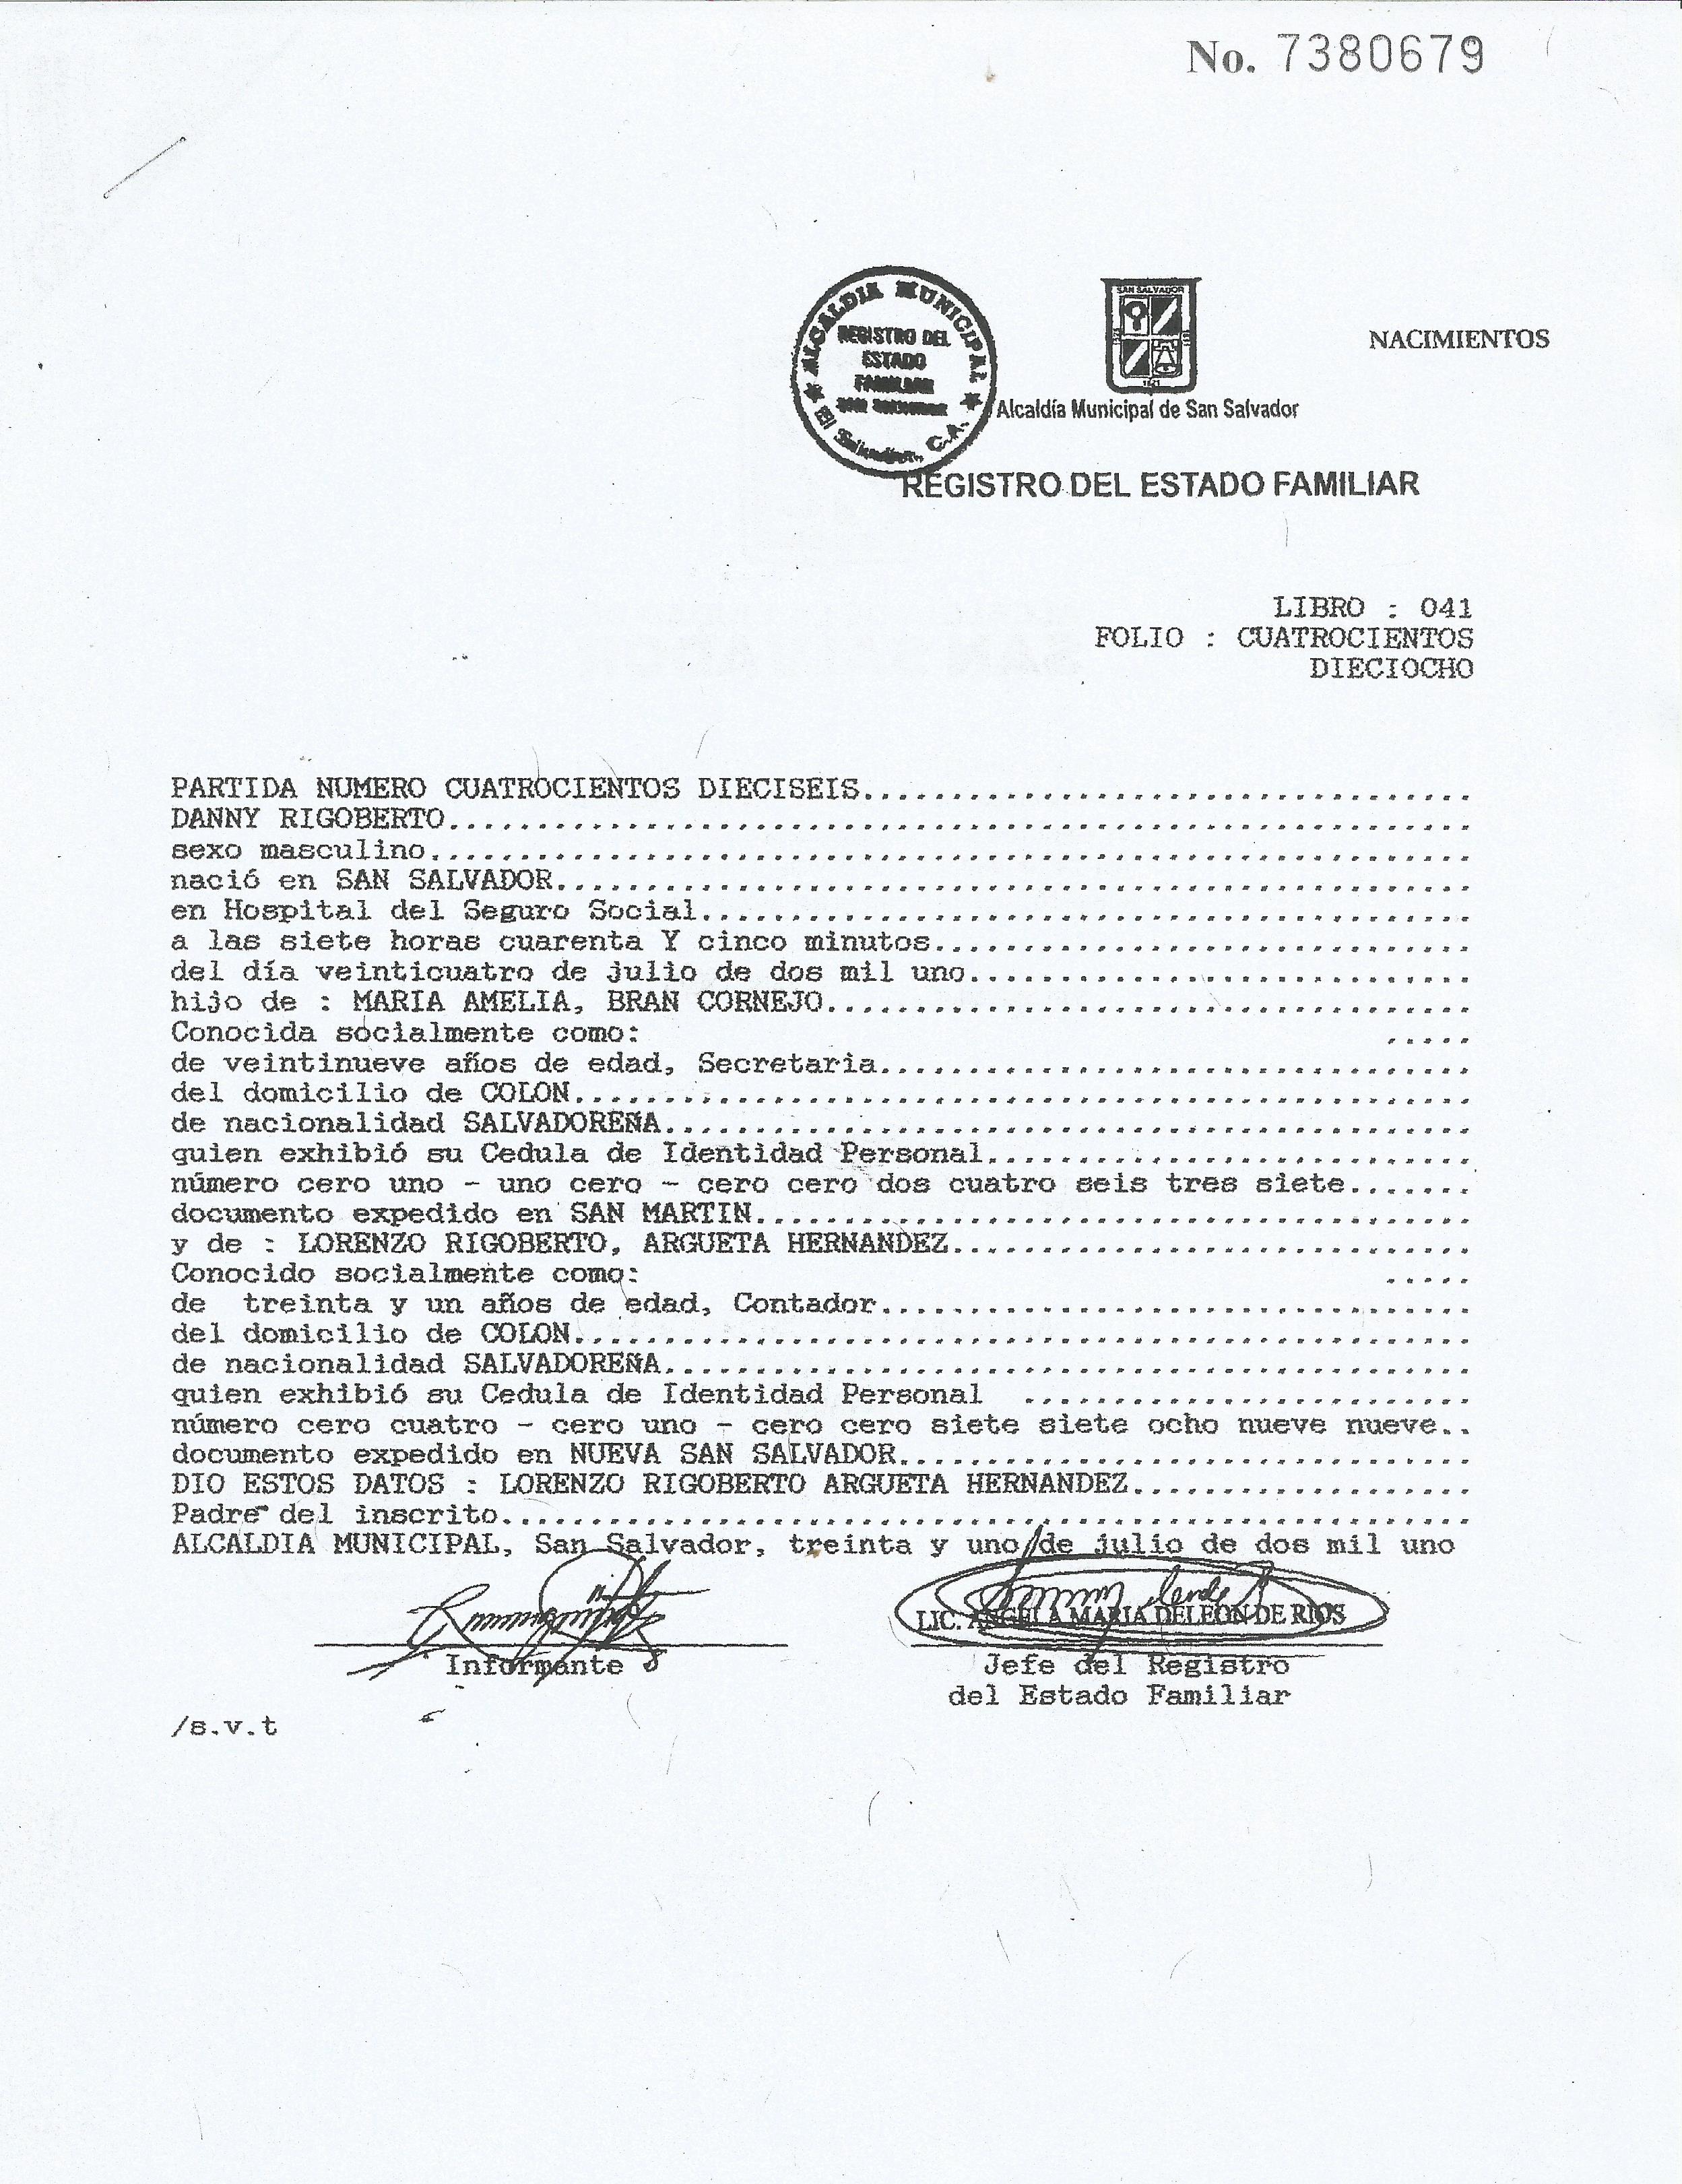 No. 7380679
ALCALDIA MUNICIPAL
REGISTRO DEL
ESTADO
FAMILIAR
El Salvador, C.A.
SAN SALVADOR
1821
NACIMIENTOS
Alcaldía Municipal de San Salvador
REGISTRO DEL ESTADO FAMILIAR
LIBRO : 041
FOLIO : CUATROCIENTOS
DIECIOCHO
PARTIDA NUMERO CUATROCIENTOS DIECISEIS..................................
DANNY RIGOBERTO.........................................................
sexo masculino..........................................................
nació en SAN SALVADOR...................................................
en Hospital del Seguro Social...........................................
a las siete horas cuarenta Y cinco minutos..............................
del día veinticuatro de julio de dos mil uno............................
hijo de : MARIA AMELIA, BRAN CORNEJO....................................
Conocida socialmente como: .....
de veintinueve años de edad, Secretaria.................................
del domicilio de COLON..................................................
de nacionalidad SALVADOREÑA.............................................
quien exhibió su Cedula de Identidad Personal...........................
número cero uno - uno cero - cero cero dos cuatro seis tres siete.......
documento expedido en SAN MARTIN........................................
y de : LORENZO RIGOBERTO, ARGUETA HERNANDEZ.............................
Conocido socialmente como: .....
de  treinta y un años de edad, Contador.................................
del domicilio de COLON..................................................
de nacionalidad SALVADOREÑA.............................................
quien exhibió su Cedula de Identidad Personal .........................
número cero cuatro - cero uno - cero cero siete siete ocho nueve nueve..
documento expedido en NUEVA SAN SALVADOR................................
DIO ESTOS DATOS : LORENZO RIGOBERTO ARGUETA HERNANDEZ...................
Padre del inscrito......................................................
ALCALDIA MUNICIPAL, San Salvador, treinta y uno de julio de dos mil uno
LIC. ANGELA MARIA DELEON DE RIOS
Informante Jefe del Registro
del Estado Familiar
/s.v.t